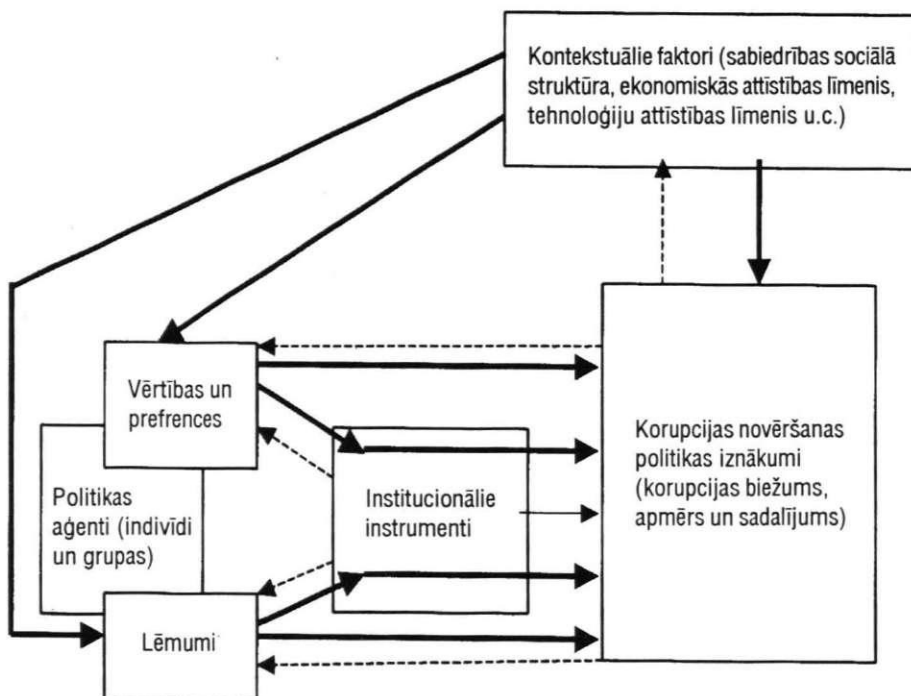 Kontekstuālie faktori (sabiedrības sociālā
struktūra, ekonomiskās attīstības līmenis,
tehnoloģiju attīstības līmenis u.c.)
Vērtības un
prefrences
Politikas
aģenti (indivīdi
un grupas)
Institucionālie
instrumenti
Korupcijas novēršanas
politikas iznākumi
(korupcijas biežums,
apmērs un sadalījums)
Lēmumi